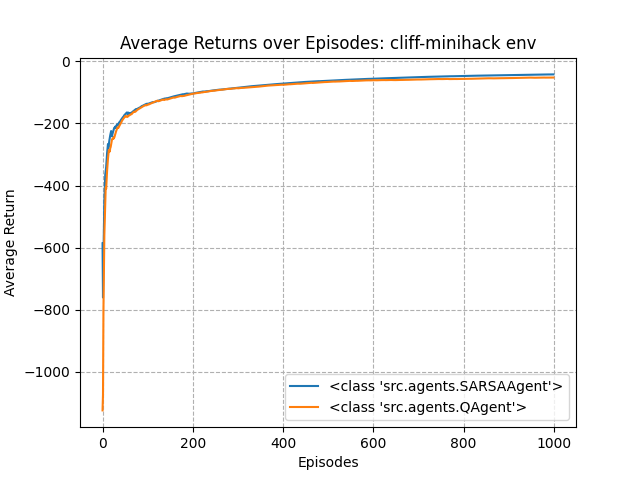 Average Returns over Episodes: cliff-minihack env
Average Return
0
−200
−400
−600
−800
−1000
0 200 400 600 800 1000
Episodes
<class 'src.agents.SARSAAgent'>
<class 'src.agents.QAgent'>